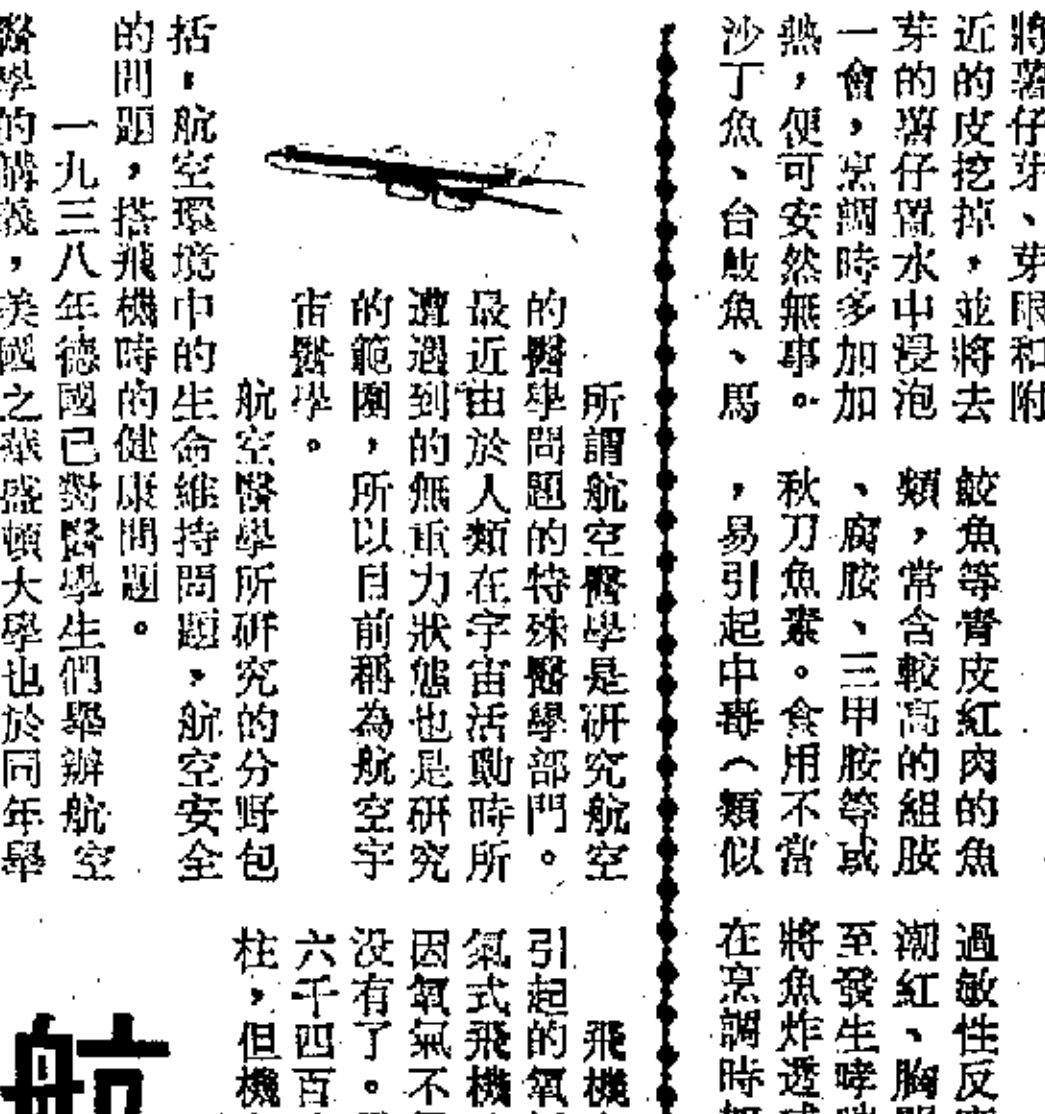 將薯仔芽、芽眼和附
近的皮挖掉，並將去
芽的薯仔置水中浸泡
一會，烹調時多加加
熱，便可安然無事。
沙丁魚、台鮁魚、馬
鮫魚等青皮紅肉的魚
類，常含較高的組胺
、腐胺、三甲胺等或
秋刀魚素。食用不當
，易引起中毒（類似
過敏性反
潮紅、胸
至發生哮
將魚炸透
在烹調時
所謂航空醫學是研究航空
的醫學問題的特殊醫學部門。
最近由於人類在宇宙活動時所
遭遇到的無重力狀態也是研究
的範圍，所以目前稱為航空宇
宙醫學。
航空醫學所研究的分野包
括，航空環境中的生命維持問題，航空安全
的問題，搭飛機時的健康問題。
一九三八年德國已對醫學生們舉辦航空
醫學的講義，美國之華盛頓大學也於同年舉
飛機
引起的氧
氣式飛機
因氧氣不
没有了。
六千四百
柱，但機
航